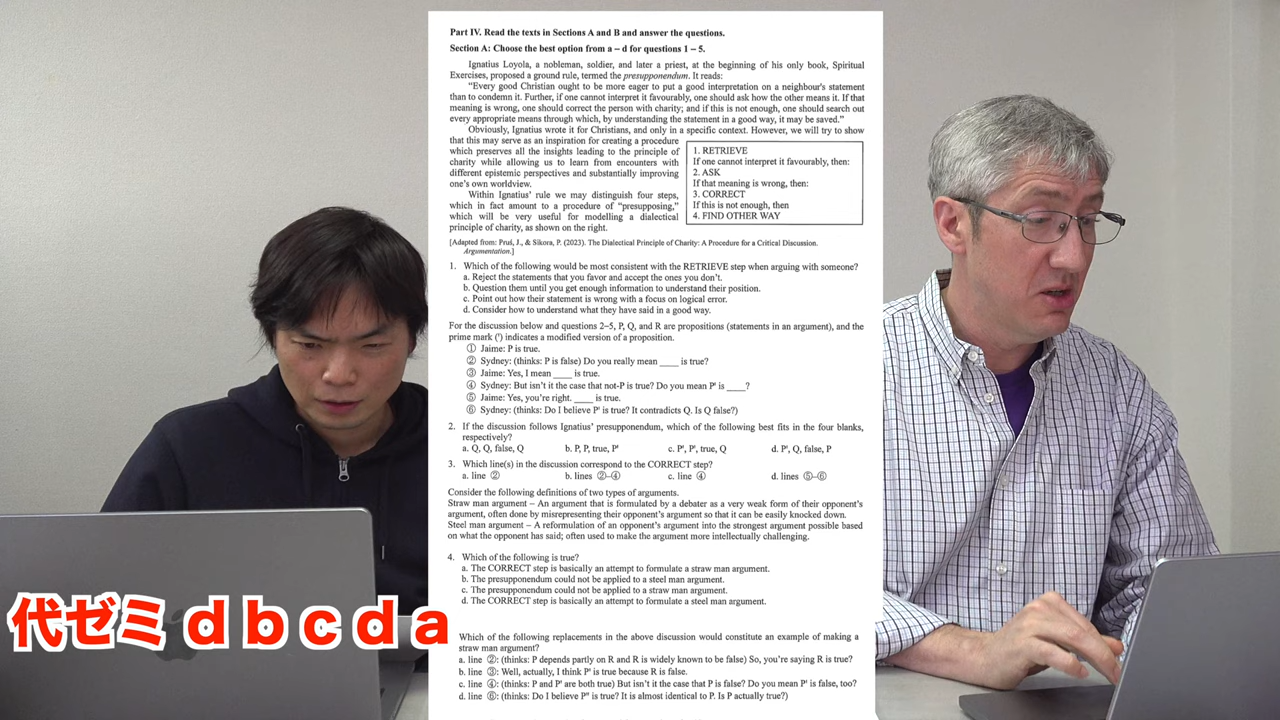 Part IV. Read the texts in Sections A and B and answer the questions.
Section A: Choose the best option from a – d for questions 1 – 5.
Ignatius Loyola, a nobleman, soldier, and later a priest, at the beginning of his only book, Spiritual
Exercises, proposed a ground rule, termed the presupponendum. It reads:
“Every good Christian ought to be more eager to put a good interpretation on a neighbour's statement
than to condemn it. Further, if one cannot interpret it favourably, one should ask how the other means it. If that
meaning is wrong, one should correct the person with charity; and if this is not enough, one should search out
every appropriate means through which, by understanding the statement in a good way, it may be saved.”
Obviously, Ignatius wrote it for Christians, and only in a specific context. However, we will try to show
that this may serve as an inspiration for creating a procedure
which preserves all the insights leading to the principle of
charity while allowing us to learn from encounters with
different epistemic perspectives and substantially improving
one's own worldview.
Within Ignatius' rule we may distinguish four steps,
which in fact amount to a procedure of “presupposing,”
which will be very useful for modelling a dialectical
principle of charity, as shown on the right.
1. RETRIEVE
If one cannot interpret it favourably, then:
2. ASK
If that meaning is wrong, then:
3. CORRECT
If this is not enough, then
4. FIND OTHER WAY
[Adapted from: Pruś, J., & Sikora, P. (2023). The Dialectical Principle of Charity: A Procedure for a Critical Discussion.
Argumentation.]
1. Which of the following would be most consistent with the RETRIEVE step when arguing with someone?
a. Reject the statements that you favor and accept the ones you don't.
b. Question them until you get enough information to understand their position.
c. Point out how their statement is wrong with a focus on logical error.
d. Consider how to understand what they have said in a good way.
For the discussion below and questions 2–5, P, Q, and R are propositions (statements in an argument), and the
prime mark (') indicates a modified version of a proposition.
① Jaime: P is true.
② Sydney: (thinks: P is false) Do you really mean ____ is true?
③ Jaime: Yes, I mean ____ is true.
④ Sydney: But isn't it the case that not-P is true? Do you mean P' is ____?
⑤ Jaime: Yes, you're right. ____ is true.
⑥ Sydney: (thinks: Do I believe P' is true? It contradicts Q. Is Q false?)
2. If the discussion follows Ignatius' presupponendum, which of the following best fits in the four blanks,
respectively?
a. Q, Q, false, Q b. P, P, true, P' c. P', P', true, Q d. P', Q, false, P
3. Which line(s) in the discussion correspond to the CORRECT step?
a. line ② b. lines ②–④ c. line ④ d. lines ⑤–⑥
Consider the following definitions of two types of arguments.
Straw man argument – An argument that is formulated by a debater as a very weak form of their opponent's
argument, often done by misrepresenting their opponent's argument so that it can be easily knocked down.
Steel man argument – A reformulation of an opponent's argument into the strongest argument possible based
on what the opponent has said; often used to make the argument more intellectually challenging.
4. Which of the following is true?
a. The CORRECT step is basically an attempt to formulate a straw man argument.
b. The presupponendum could not be applied to a steel man argument.
c. The presupponendum could not be applied to a straw man argument.
d. The CORRECT step is basically an attempt to formulate a steel man argument.
Which of the following replacements in the above discussion would constitute an example of making a
straw man argument?
a. line ②: (thinks: P depends partly on R and R is widely known to be false) So, you're saying R is true?
b. line ③: Well, actually, I think P' is true because R is false.
c. line ④: (thinks: P and P' are both true) But isn't it the case that P is false? Do you mean P' is false, too?
d. line ⑥: (thinks: Do I believe P' is true? It is almost identical to P. Is P actually true?)
代ゼミ d b c d a